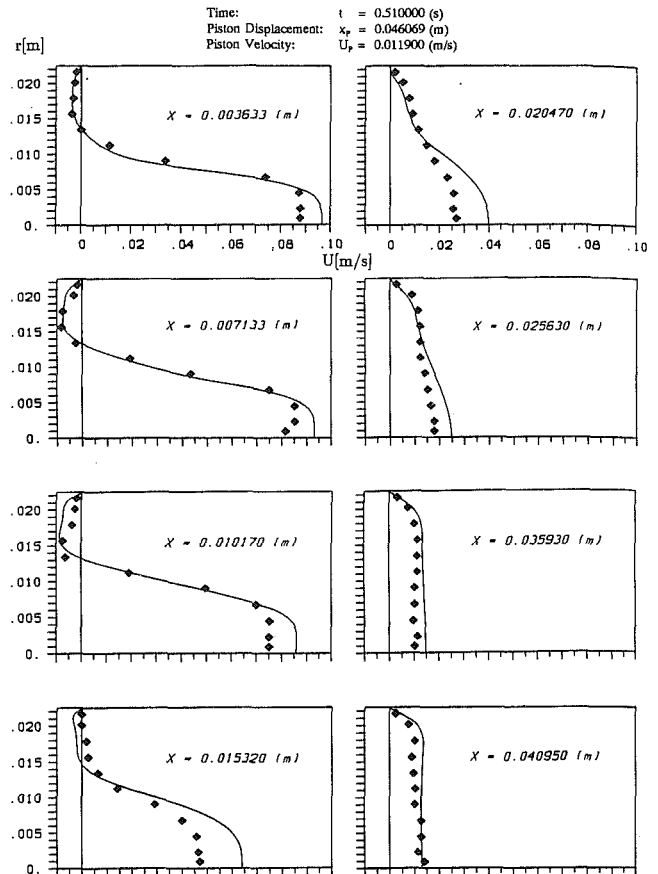 Time: t = 0.510000 (s)
Piston Displacement: xₚ = 0.046069 (m)
Piston Velocity: Uₚ = 0.011900 (m/s)
r[m]
.020
.015
.010
.005
0.
X = 0.003633 (m)
X = 0.020470 (m)
0 .02 .04 .06 .08 .10
0 .02 .04 .06 .08 .10
U[m/s]
.020
.015
.010
.005
0.
X = 0.007133 (m)
X = 0.025630 (m)
.020
.015
.010
.005
0.
X = 0.010170 (m)
X = 0.035930 (m)
.020
.015
.010
.005
0.
X = 0.015320 (m)
X = 0.040950 (m)